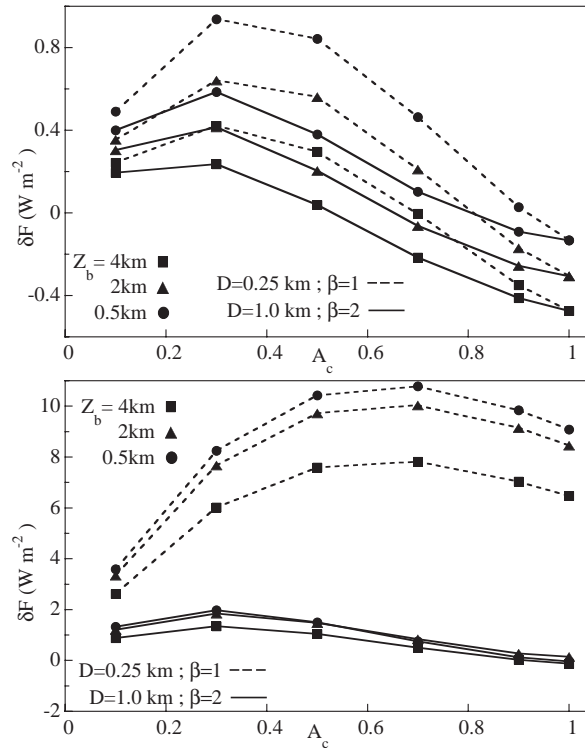 0.8
0.4
0
-0.4
δF (W m⁻²)
Z_b = 4km
2km
0.5km
D=0.25 km ; β=1
D=1.0 km ; β=2
0 0.2 0.4 0.6 0.8 1
A_c
10
8
6
4
2
0
-2
δF (W m⁻²)
Z_b = 4km
2km
0.5km
D=0.25 km ; β=1
D=1.0 km ; β=2
0 0.2 0.4 0.6 0.8 1
A_c